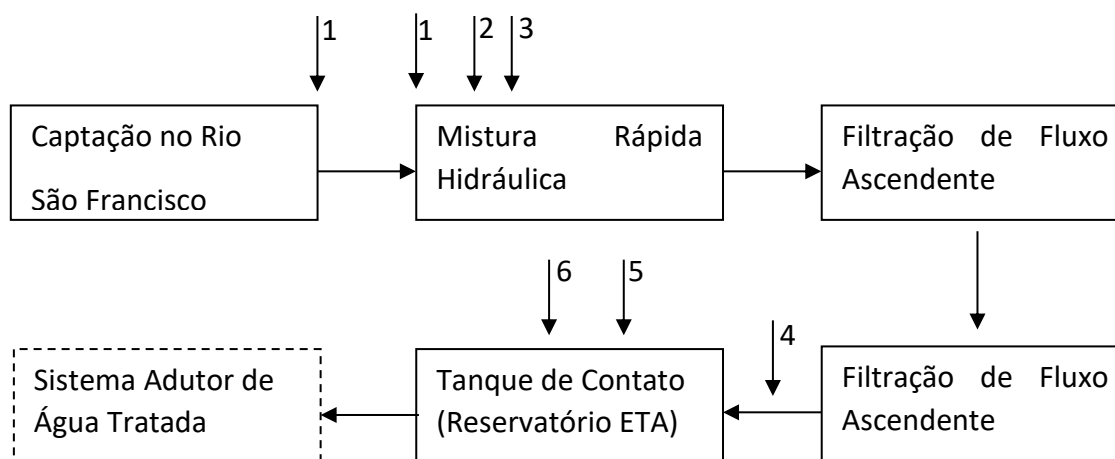 1
1
2
3
Captação no Rio
São Francisco
Mistura Rápida
Hidráulica
Filtração de Fluxo
Ascendente
6
5
4
Sistema Adutor de
Água Tratada
Tanque de Contato
(Reservatório ETA)
Filtração de Fluxo
Ascendente